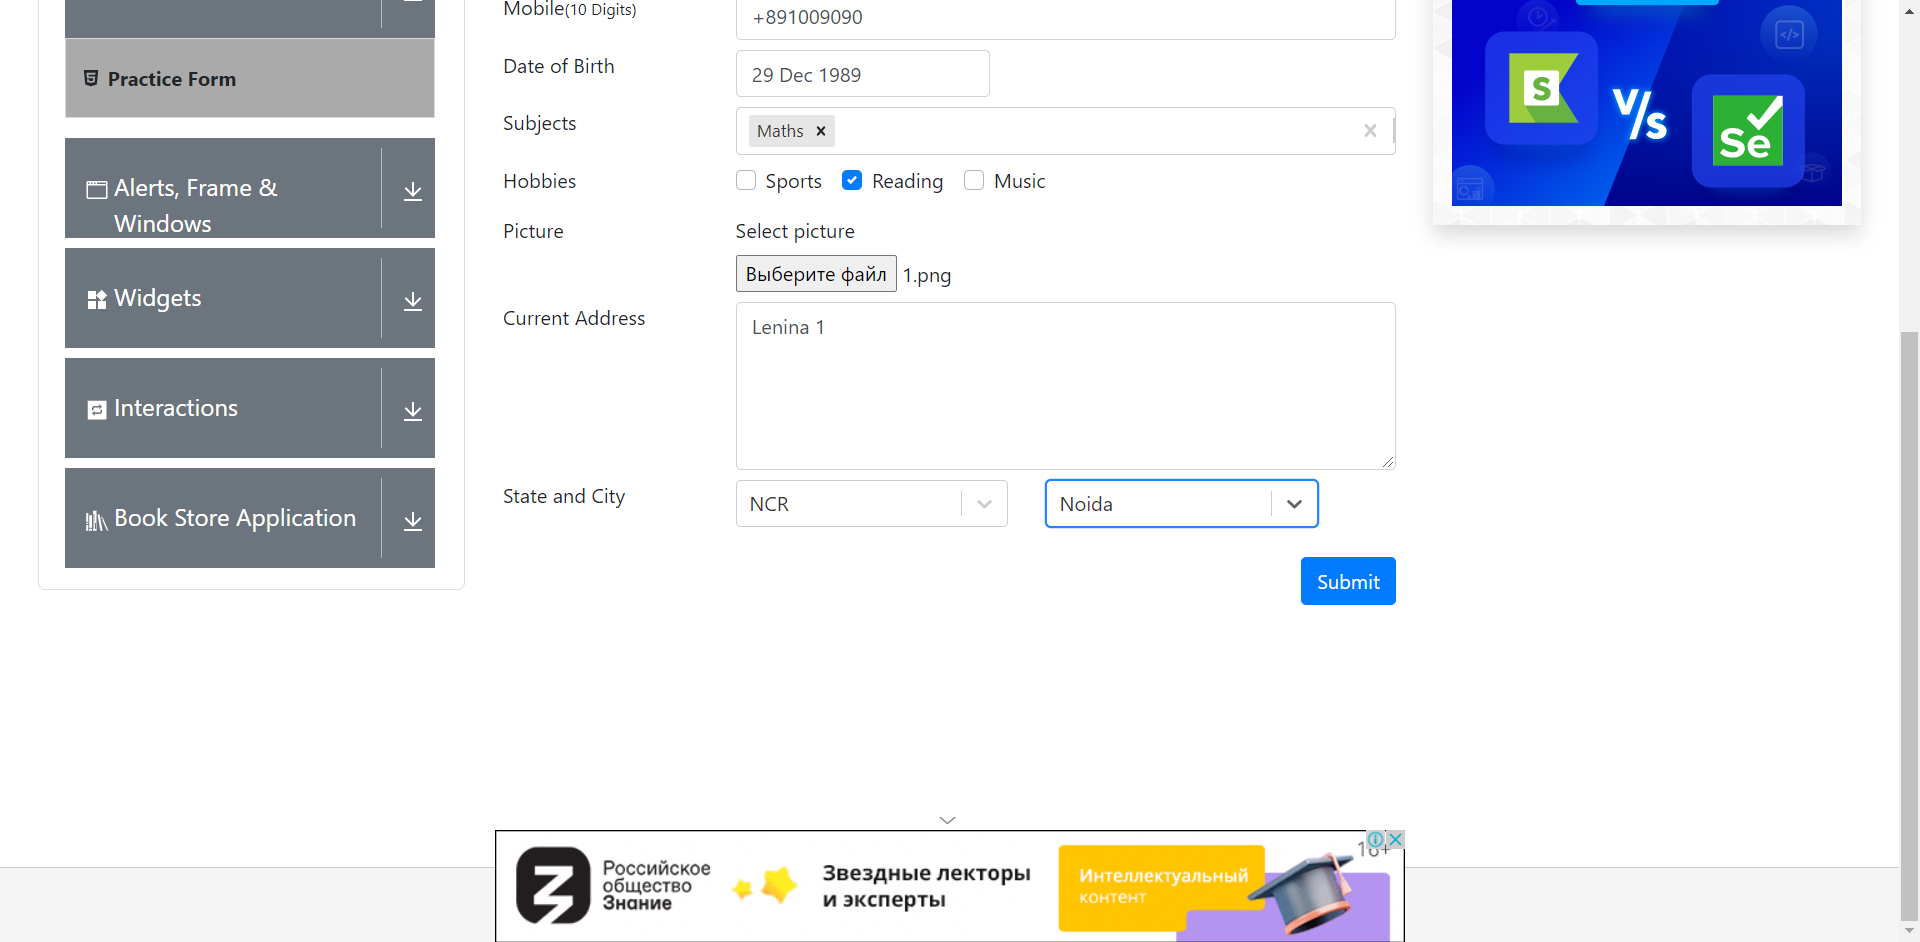 Practice Form
Alerts, Frame &
Windows
Widgets
Interactions
Book Store Application
Mobile(10 Digits)
+891009090
Date of Birth
29 Dec 1989
Subjects
Maths
Hobbies
Sports
Reading
Music
Picture
Select picture
Выберите файл 1.png
Current Address
Lenina 1
State and City
NCR
Noida
Submit
S
V/s
Se
</>
Российское
общество
Знание
Звездные лекторы
и эксперты
Интеллектуальный
контент
16+